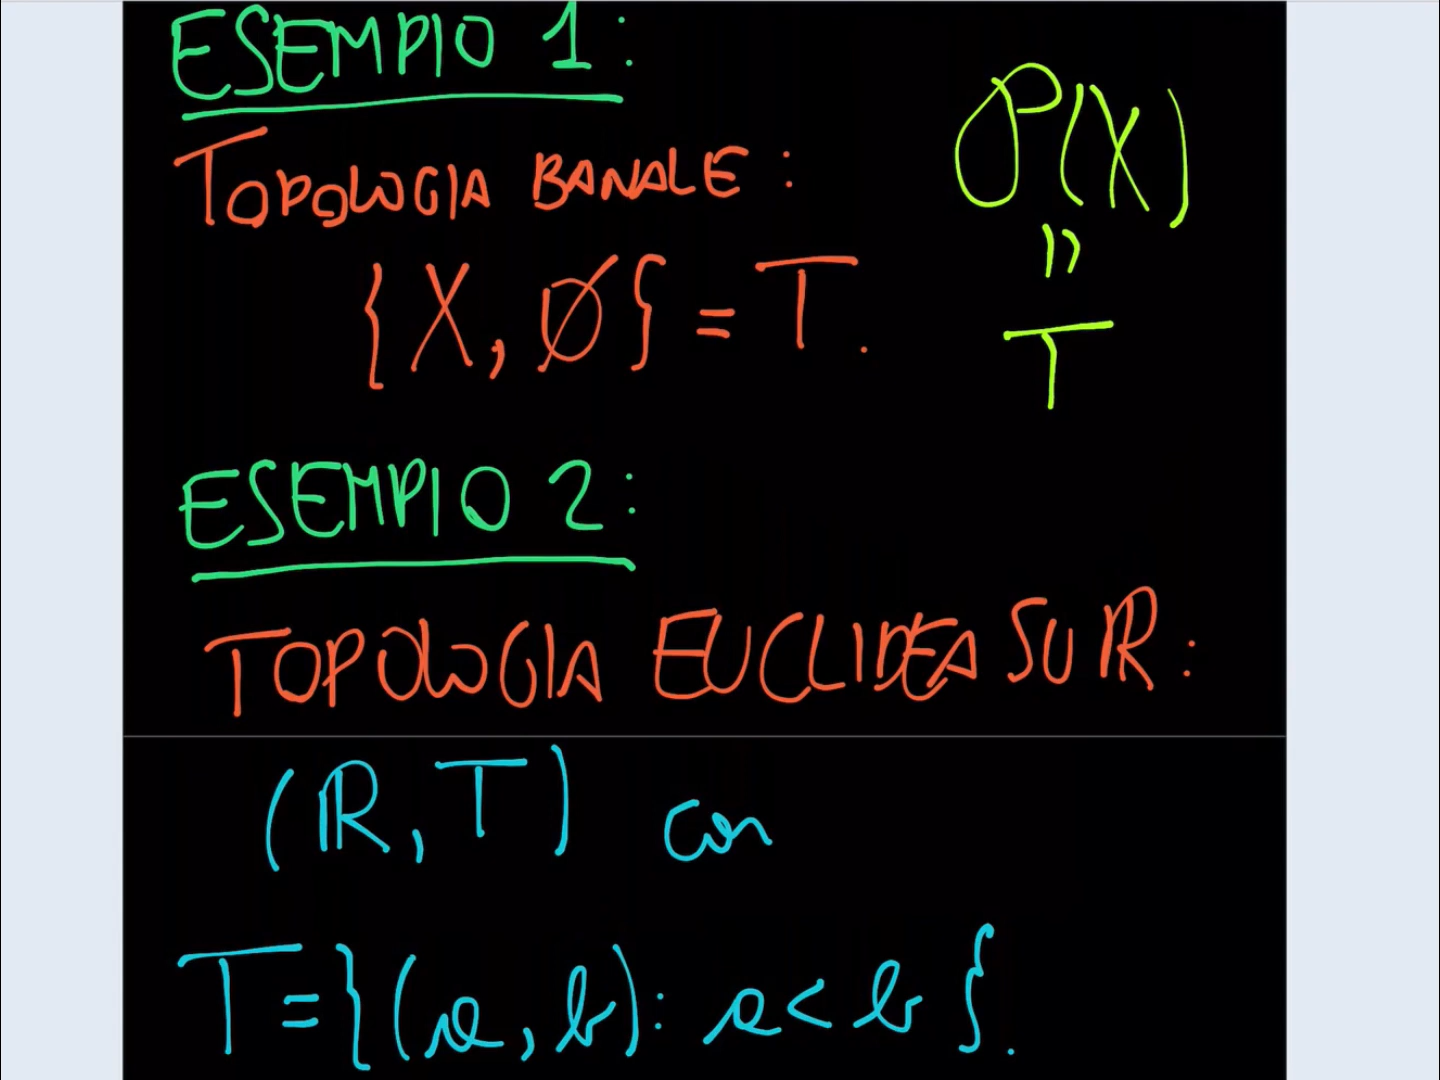 ESEMPIO 1:
TOPOLOGIA BANALE:
{X, Ø} = T.
P(X)
=
T
ESEMPIO 2:
TOPOLOGIA EUCLIDEA SU ℝ:
(ℝ, T) con
T = {(a, b): a < b}.